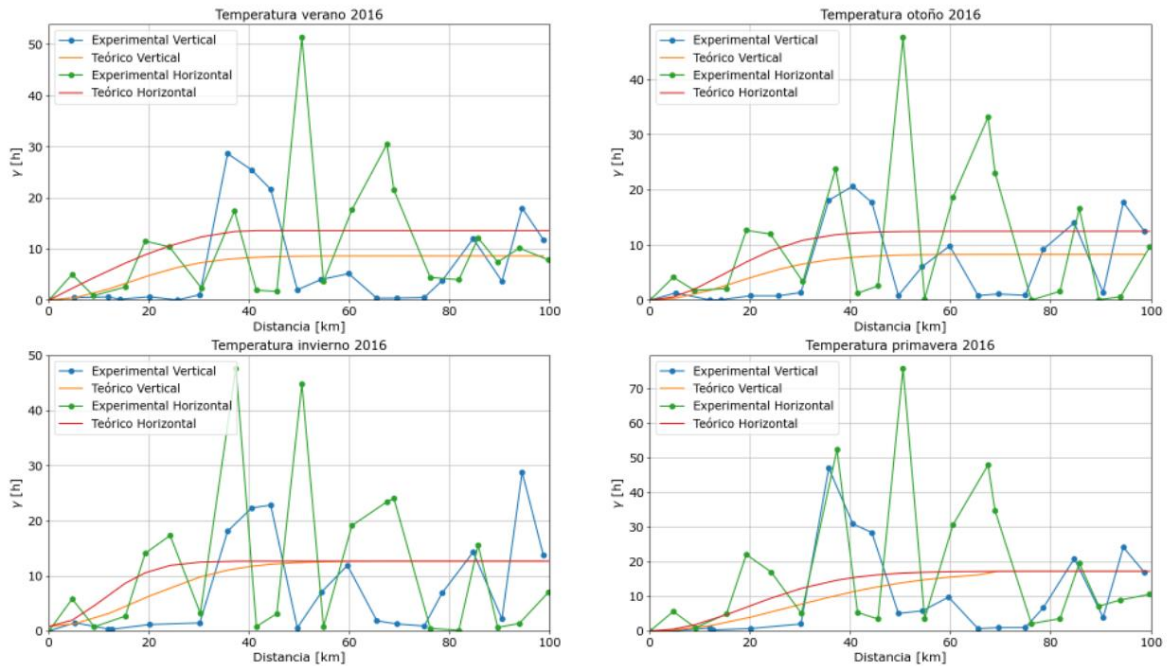 Temperatura verano 2016
Experimental Vertical
Teórico Vertical
Experimental Horizontal
Teórico Horizontal
γ [h]
50
40
30
20
10
0
0 20 40 60 80 100
Distancia [km]
Temperatura otoño 2016
Experimental Vertical
Teórico Vertical
Experimental Horizontal
Teórico Horizontal
γ [h]
40
30
20
10
0
0 20 40 60 80 100
Distancia [km]
Temperatura invierno 2016
Experimental Vertical
Teórico Vertical
Experimental Horizontal
Teórico Horizontal
γ [h]
50
40
30
20
10
0
0 20 40 60 80 100
Distancia [km]
Temperatura primavera 2016
Experimental Vertical
Teórico Vertical
Experimental Horizontal
Teórico Horizontal
γ [h]
70
60
50
40
30
20
10
0
0 20 40 60 80 100
Distancia [km]